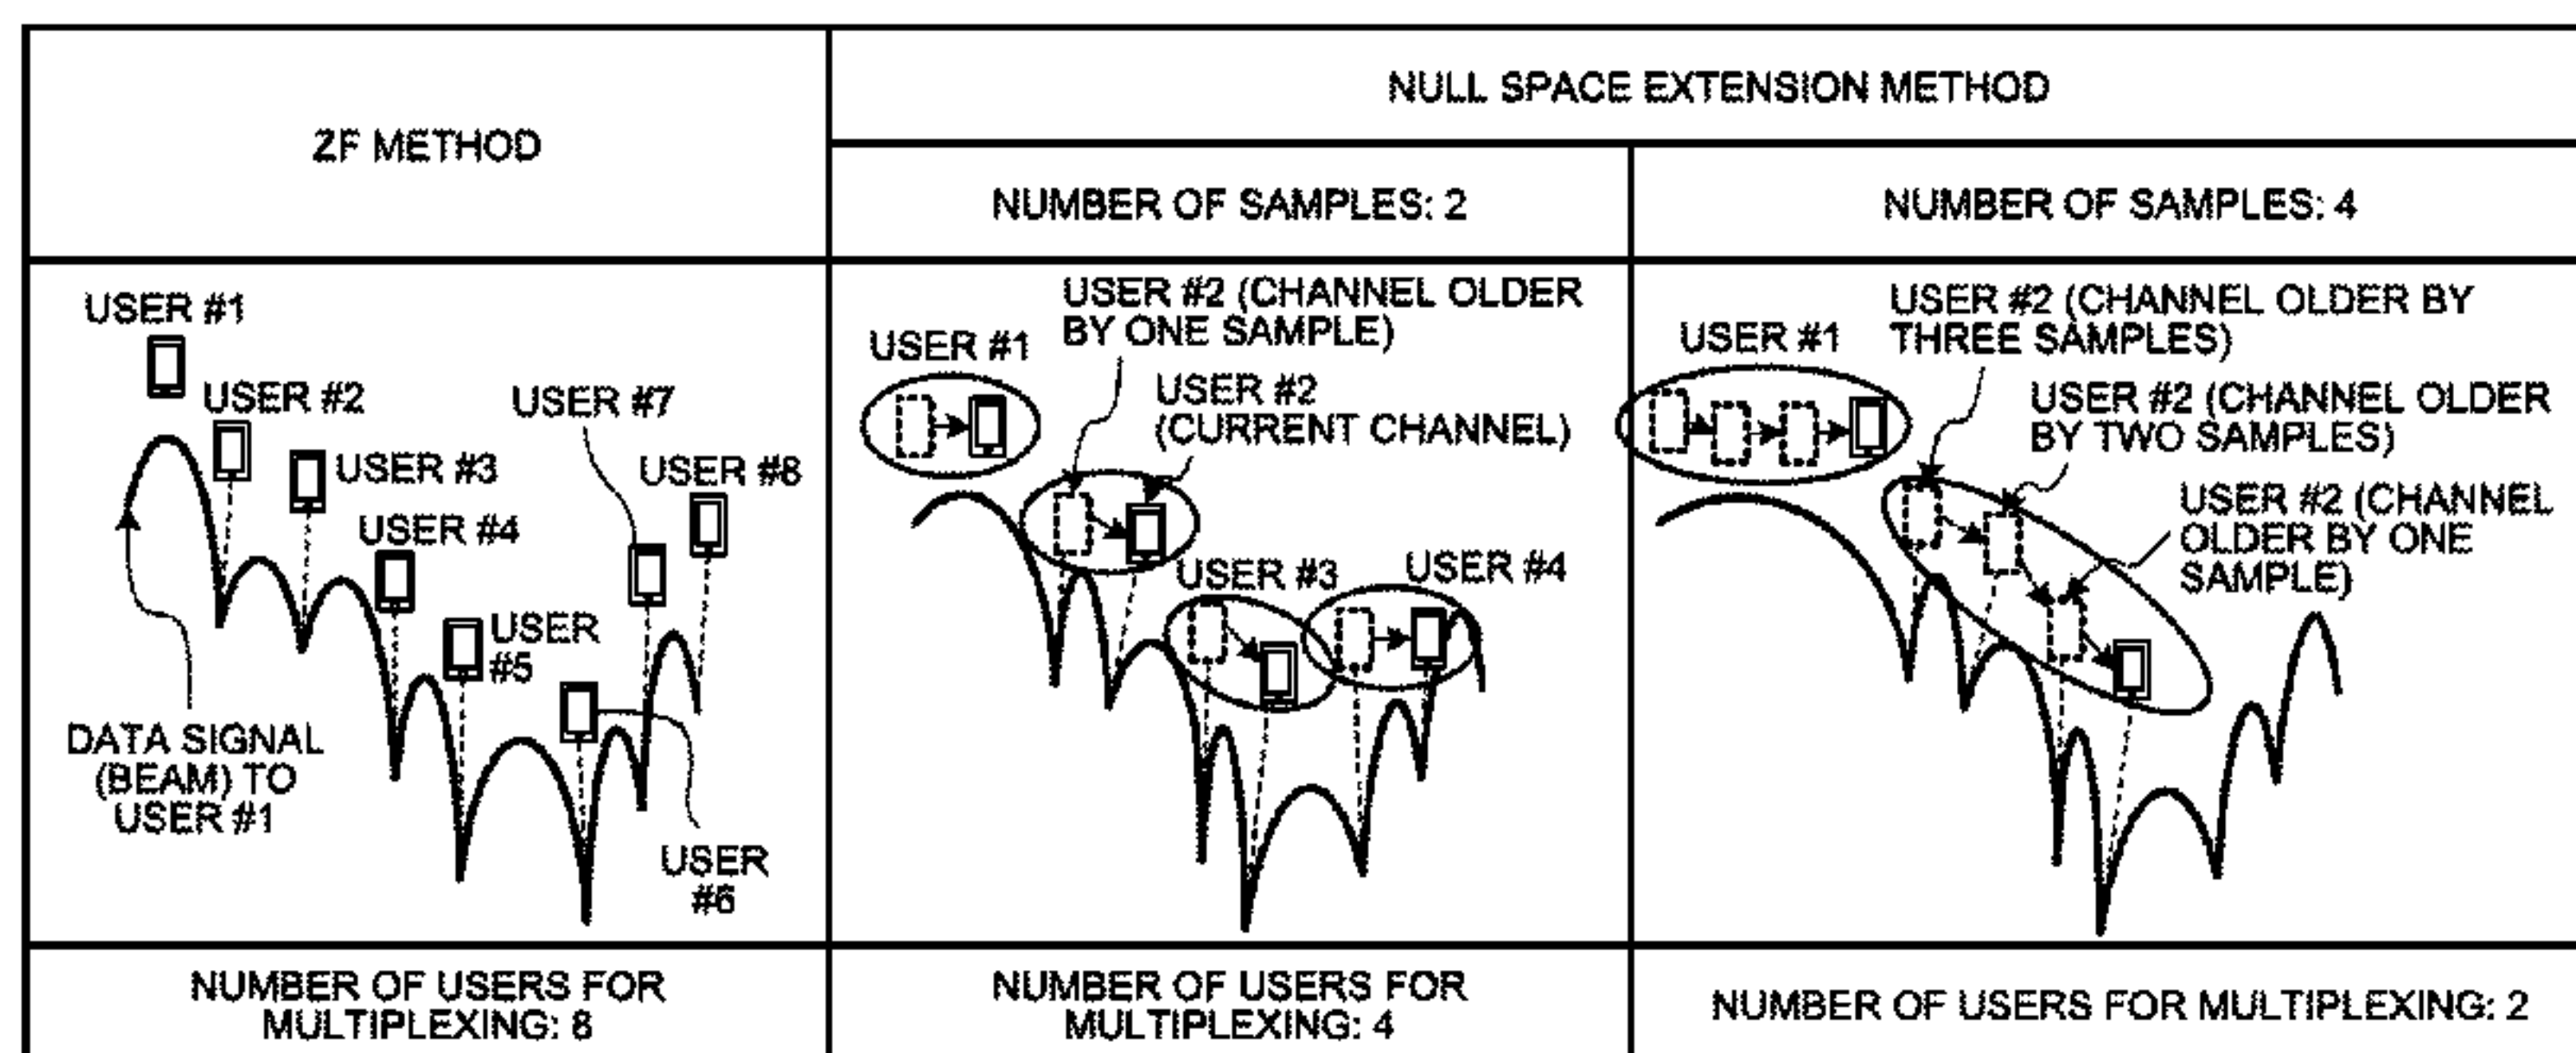 ZF METHOD
NULL SPACE EXTENSION METHOD
NUMBER OF SAMPLES: 2
NUMBER OF SAMPLES: 4
USER #1
USER #2
USER #3
USER #4
USER
#5
USER #7
USER #8
DATA SIGNAL
(BEAM) TO
USER #1
USER
#6
USER #1
USER #2 (CHANNEL OLDER
BY ONE SAMPLE)
USER #2
(CURRENT CHANNEL)
USER #3
USER #4
USER #1
USER #2 (CHANNEL OLDER BY
THREE SAMPLES)
USER #2 (CHANNEL OLDER
BY TWO SAMPLES)
USER #2 (CHANNEL
OLDER BY ONE
SAMPLE)
NUMBER OF USERS FOR
MULTIPLEXING: 8
NUMBER OF USERS FOR
MULTIPLEXING: 4
NUMBER OF USERS FOR MULTIPLEXING: 2